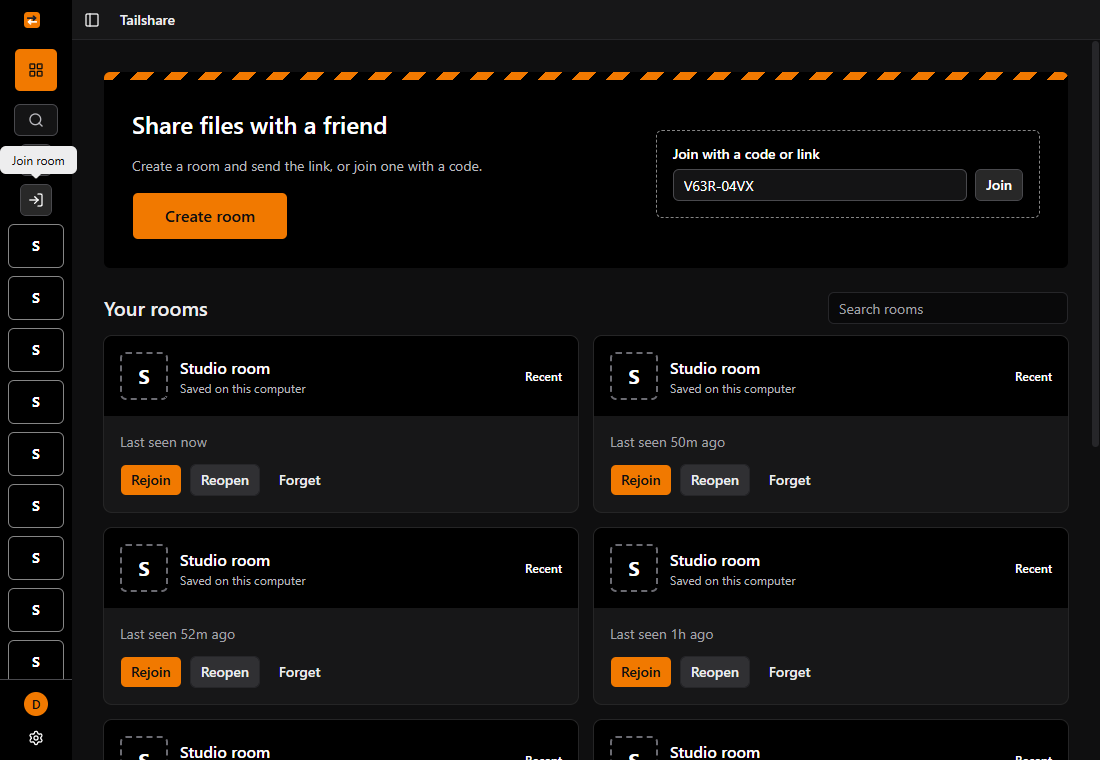 Tailshare
Join room
S
S
S
S
S
S
S
S
S
D
Share files with a friend
Create a room and send the link, or join one with a code.
Create room
Join with a code or link
V63R-04VX
Join
Your rooms
Search rooms
S
Studio room
Saved on this computer
Recent
Last seen now
Rejoin
Reopen
Forget
S
Studio room
Saved on this computer
Recent
Last seen 50m ago
Rejoin
Reopen
Forget
S
Studio room
Saved on this computer
Recent
Last seen 52m ago
Rejoin
Reopen
Forget
S
Studio room
Saved on this computer
Recent
Last seen 1h ago
Rejoin
Reopen
Forget
S
Studio room
Recent
S
Studio room
Recent